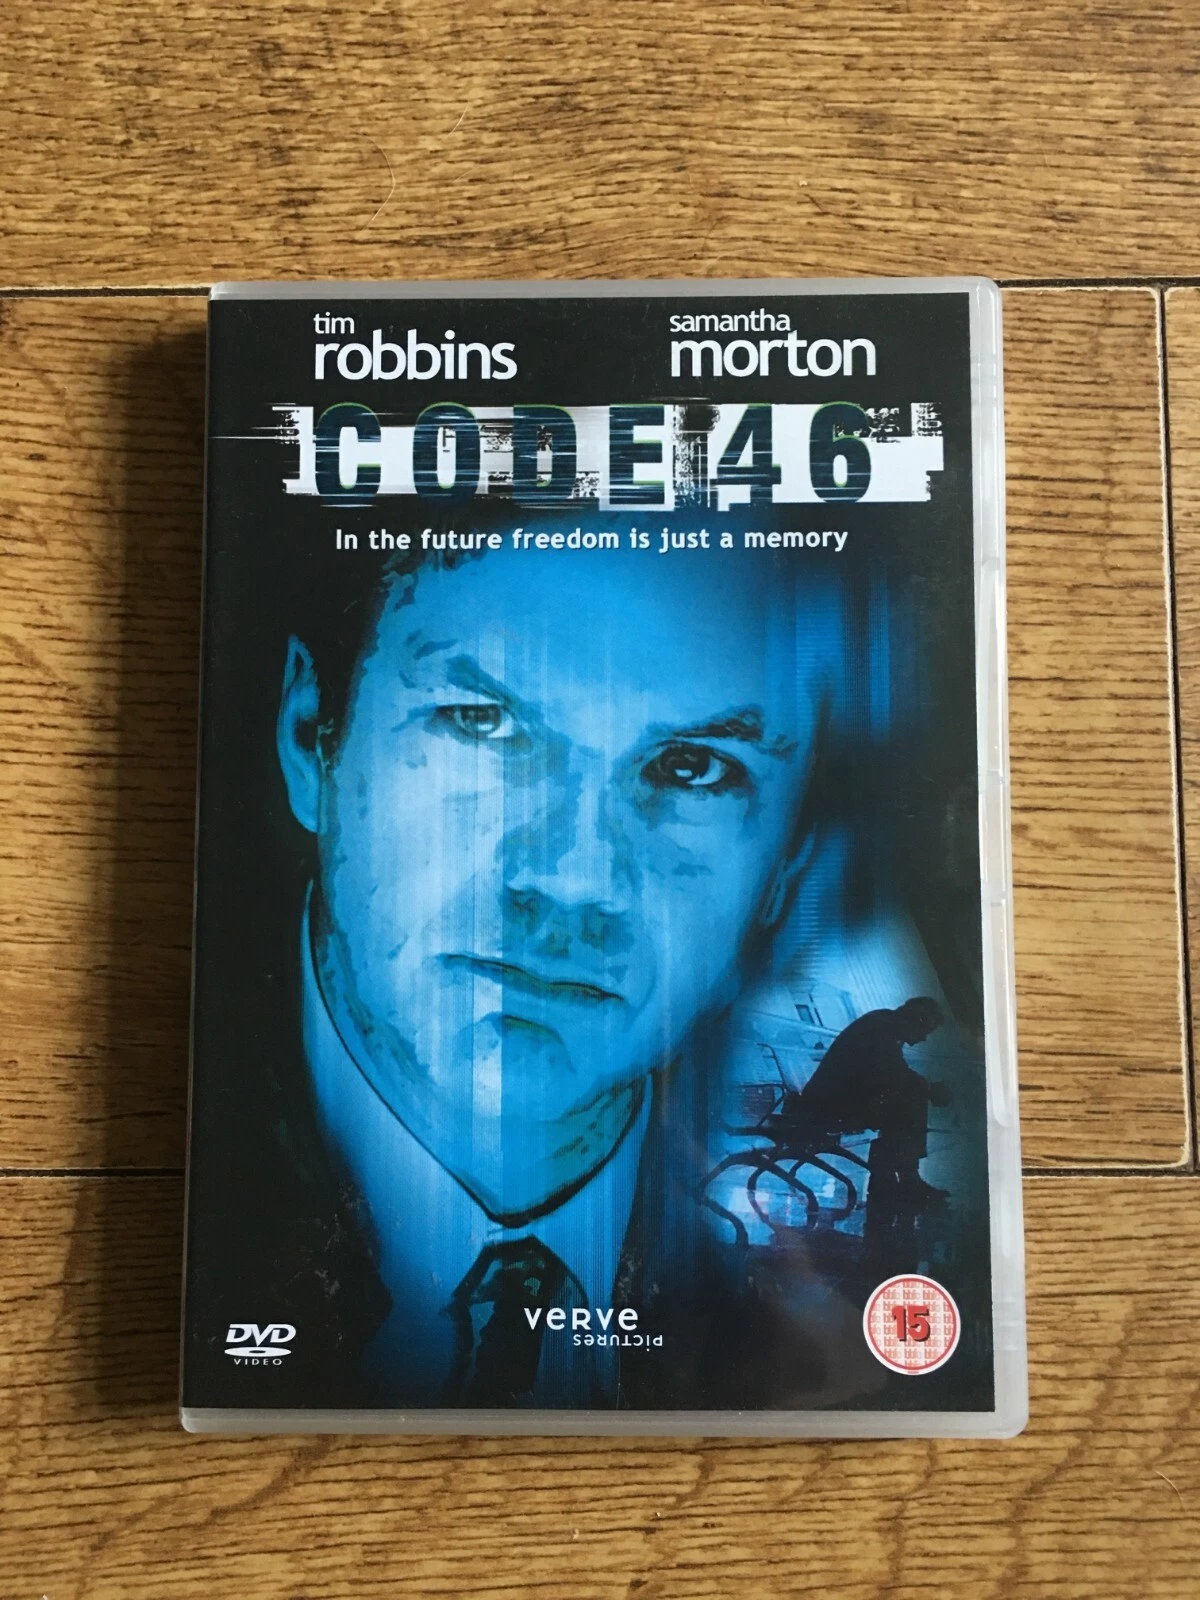 tim
robbins
samantha
morton
CODE 46
In the future freedom is just a memory
DVD
VIDEO
verve
pictures
15